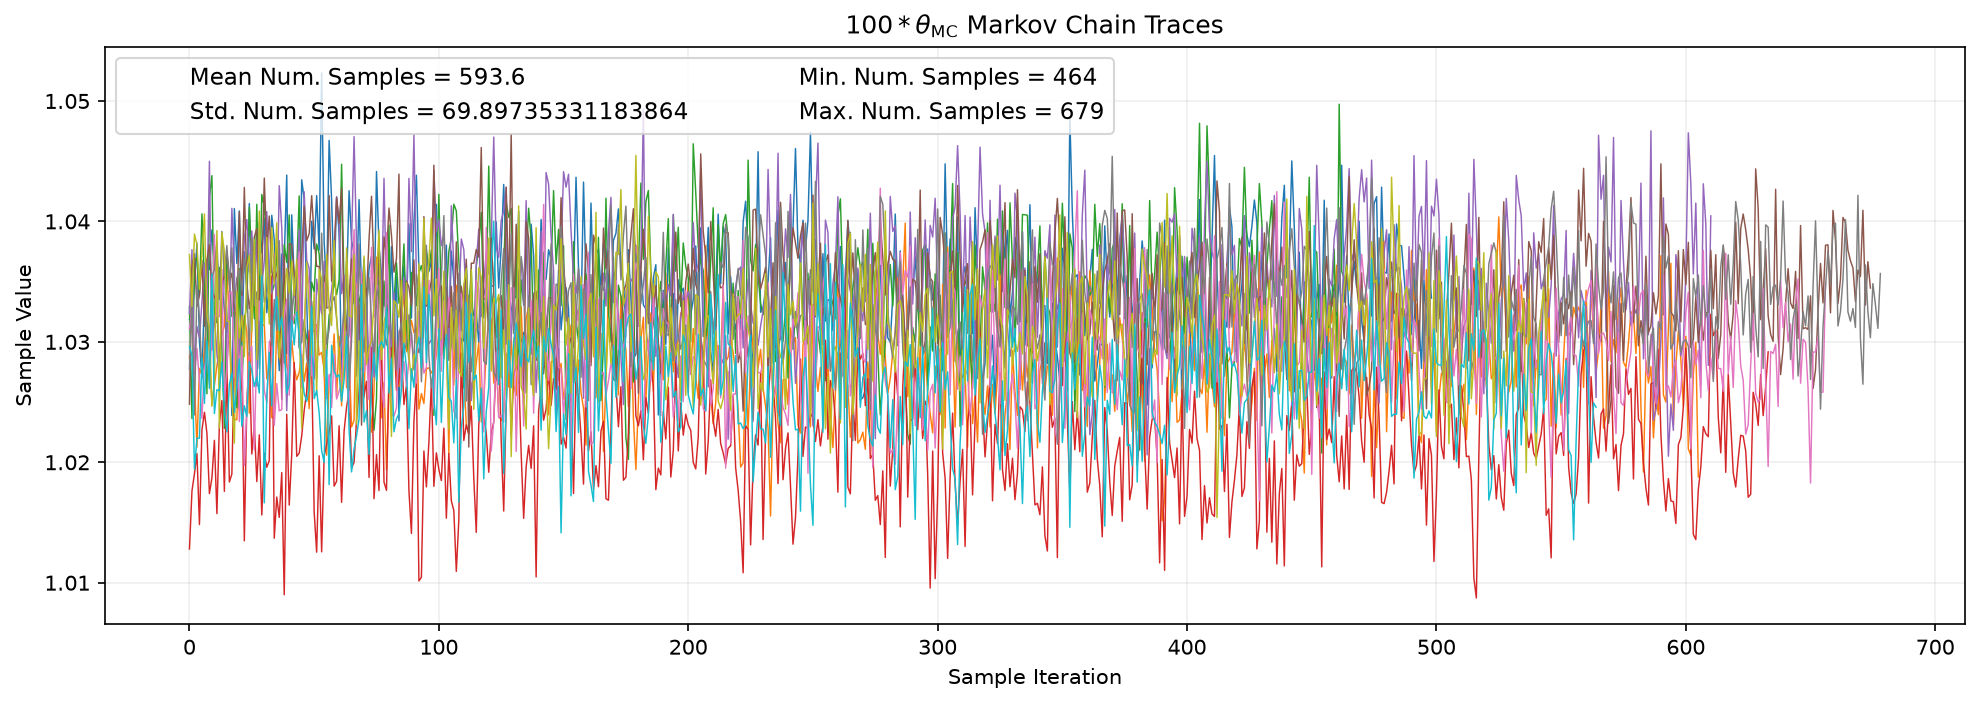 100 * θMC Markov Chain Traces
Mean Num. Samples = 593.6
Std. Num. Samples = 69.89735331183864
Min. Num. Samples = 464
Max. Num. Samples = 679
Sample Value
1.05
1.04
1.03
1.02
1.01
0 100 200 300 400 500 600 700
Sample Iteration